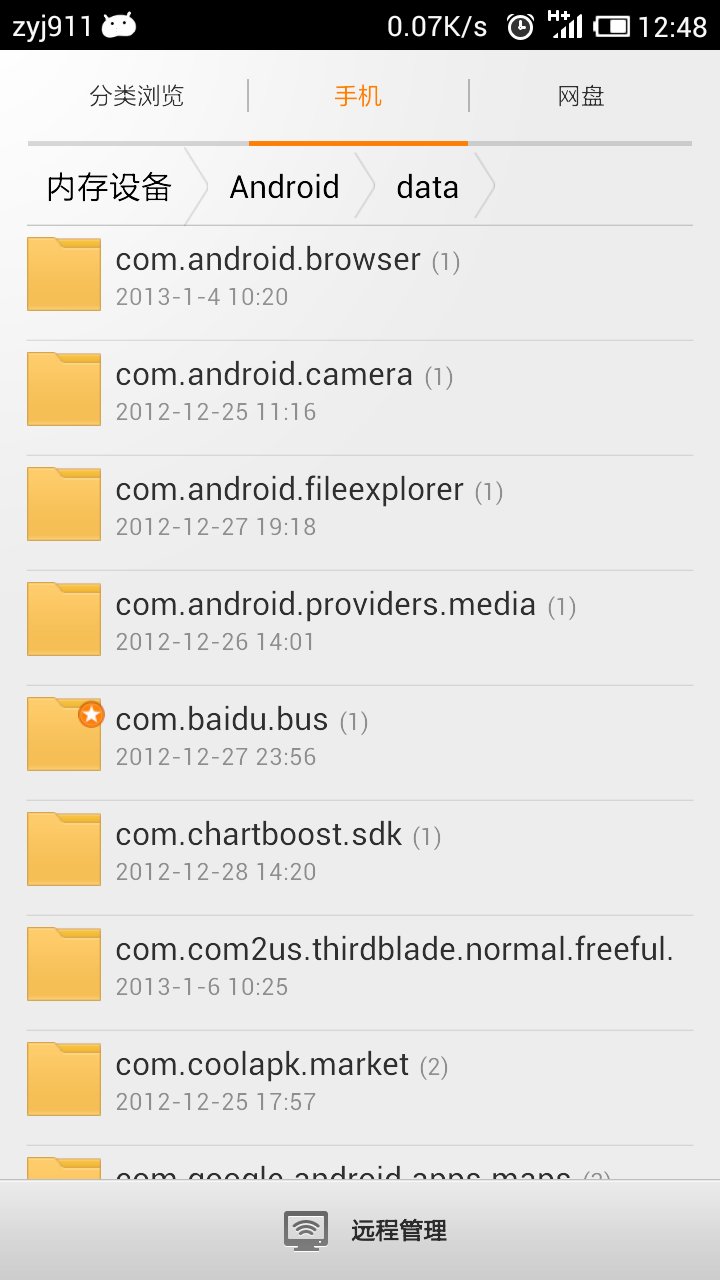 zyj911 0.07K/s H+ 12:48
分类浏览 手机 网盘
内存设备 Android data
com.android.browser (1)
2013-1-4 10:20
com.android.camera (1)
2012-12-25 11:16
com.android.fileexplorer (1)
2012-12-27 19:18
com.android.providers.media (1)
2012-12-26 14:01
com.baidu.bus (1)
2012-12-27 23:56
com.chartboost.sdk (1)
2012-12-28 14:20
com.com2us.thirdblade.normal.freeful.
2013-1-6 10:25
com.coolapk.market (2)
2012-12-25 17:57
com.google.android.apps.maps
远程管理